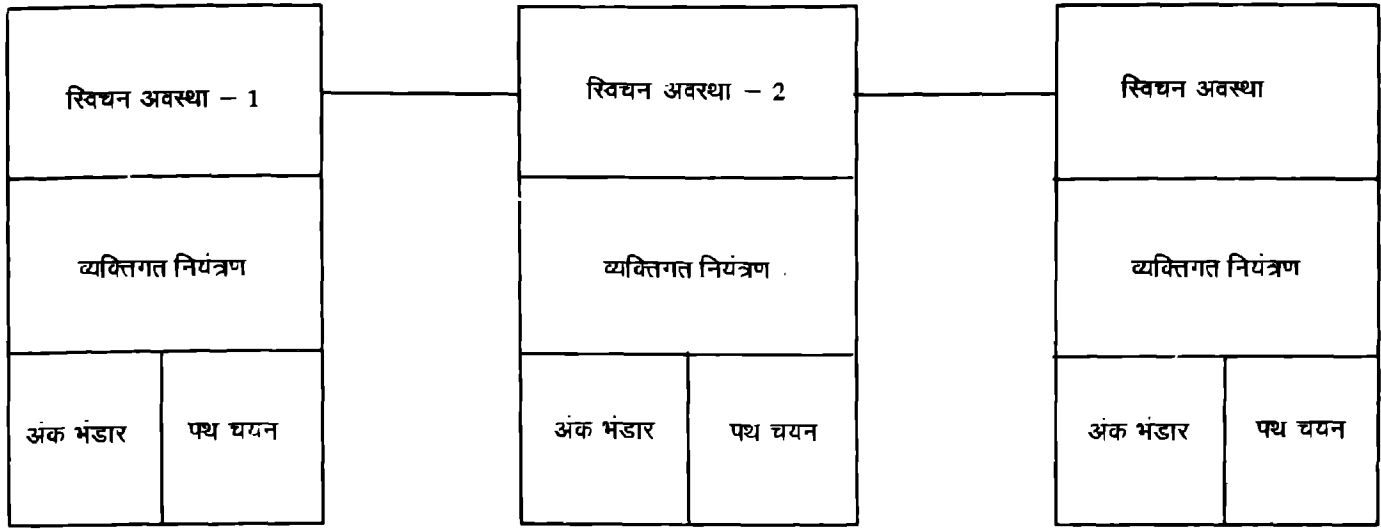 स्विचन अवस्था – 1
स्विचन अवस्था – 2
स्विचन अवस्था
व्यक्तिगत नियंत्रण
व्यक्तिगत नियंत्रण
व्यक्तिगत नियंत्रण
अंक भंडार
पथ चयन
अंक भंडार
पथ चयन
अंक भंडार
पथ चयन